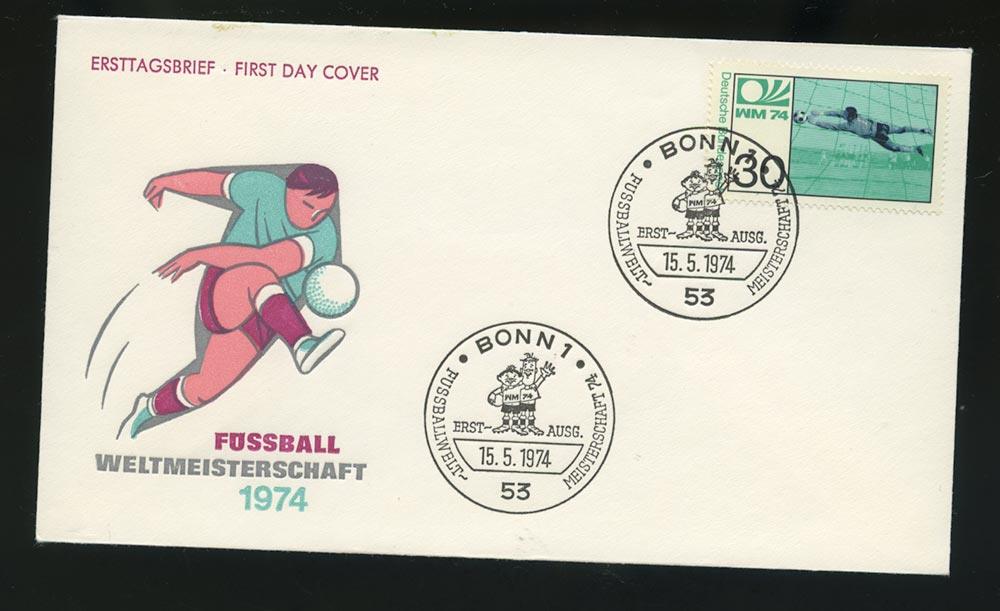 ERSTTAGSBRIEF · FIRST DAY COVER
WM 74
Deutsche
30
BONN 1
FUSSBALLWELT~
MEISTERSCHAFT 74
WM 74
ERST~ AUSG.
15.5.1974
53
BONN 1
FUSSBALLWELT~
MEISTERSCHAFT 74
WM 74
ERST~ AUSG.
15.5.1974
53
FUSSBALL
WELTMEISTERSCHAFT
1974